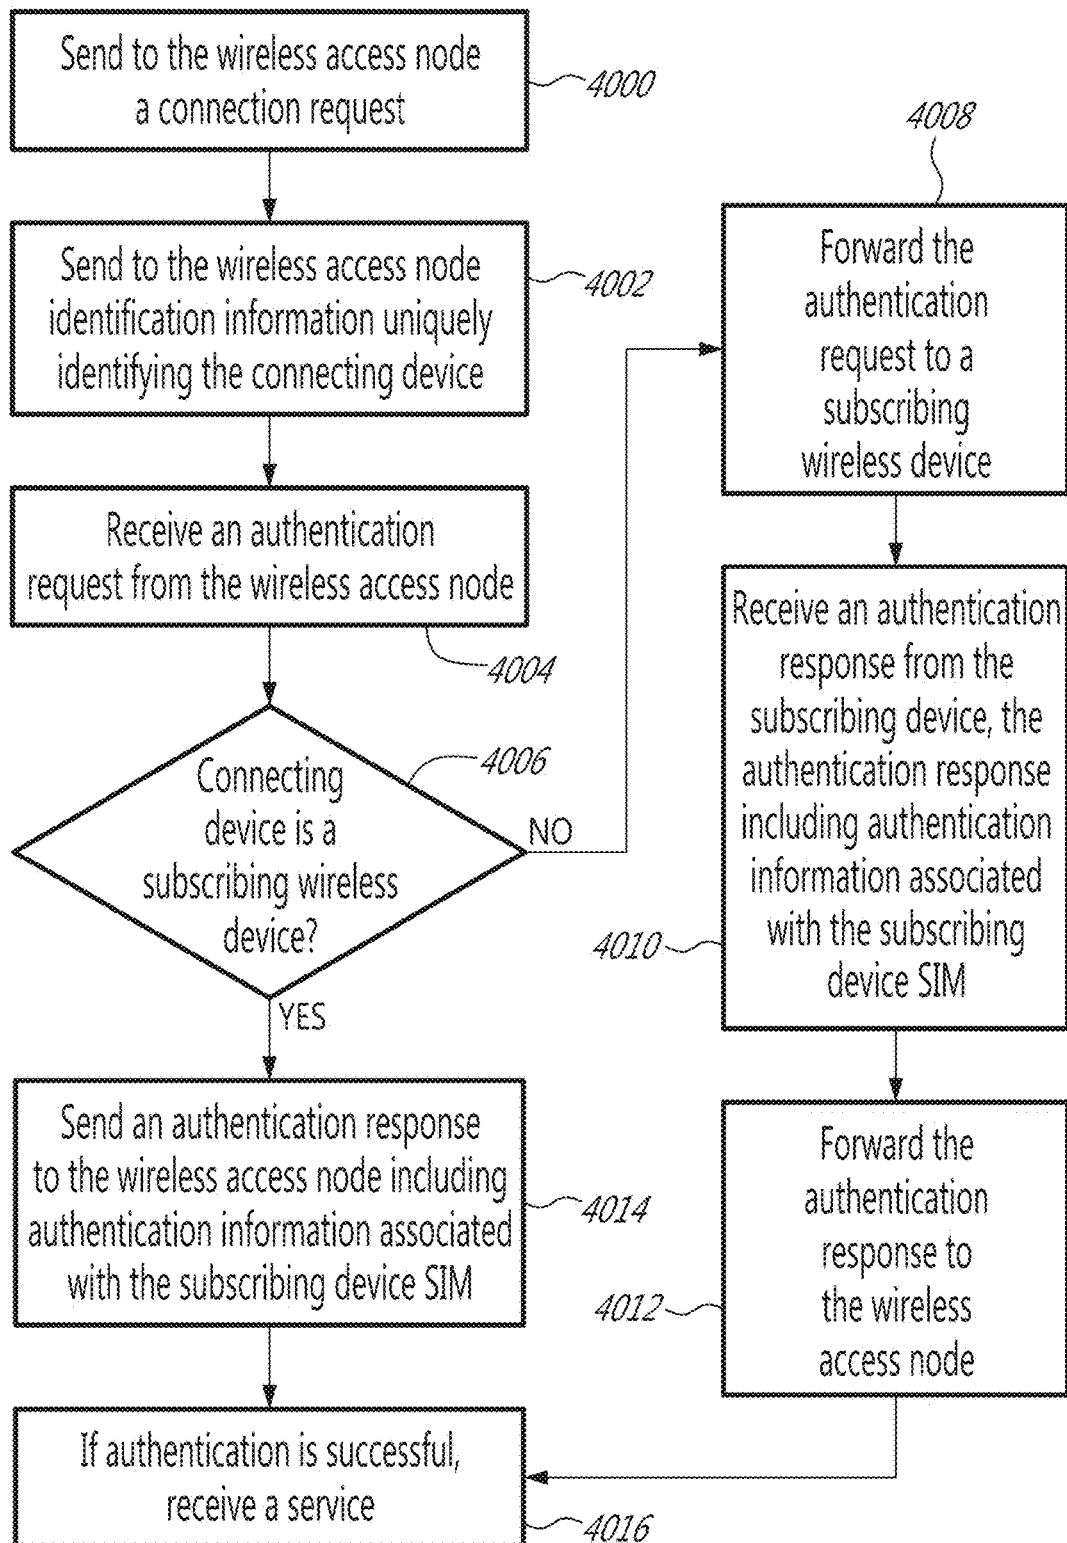 Send to the wireless access node
a connection request
4000
Send to the wireless access node
identification information uniquely
identifying the connecting device
4002
Receive an authentication
request from the wireless access node
4004
Connecting
device is a
subscribing wireless
device?
4006
NO
YES
4008
Forward the
authentication
request to a
subscribing
wireless device
Receive an authentication
response from the
subscribing device, the
authentication response
including authentication
information associated
with the subscribing
device SIM
4010
Forward the
authentication
response to
the wireless
access node
4012
Send an authentication response
to the wireless access node including
authentication information associated
with the subscribing device SIM
4014
If authentication is successful,
receive a service
4016